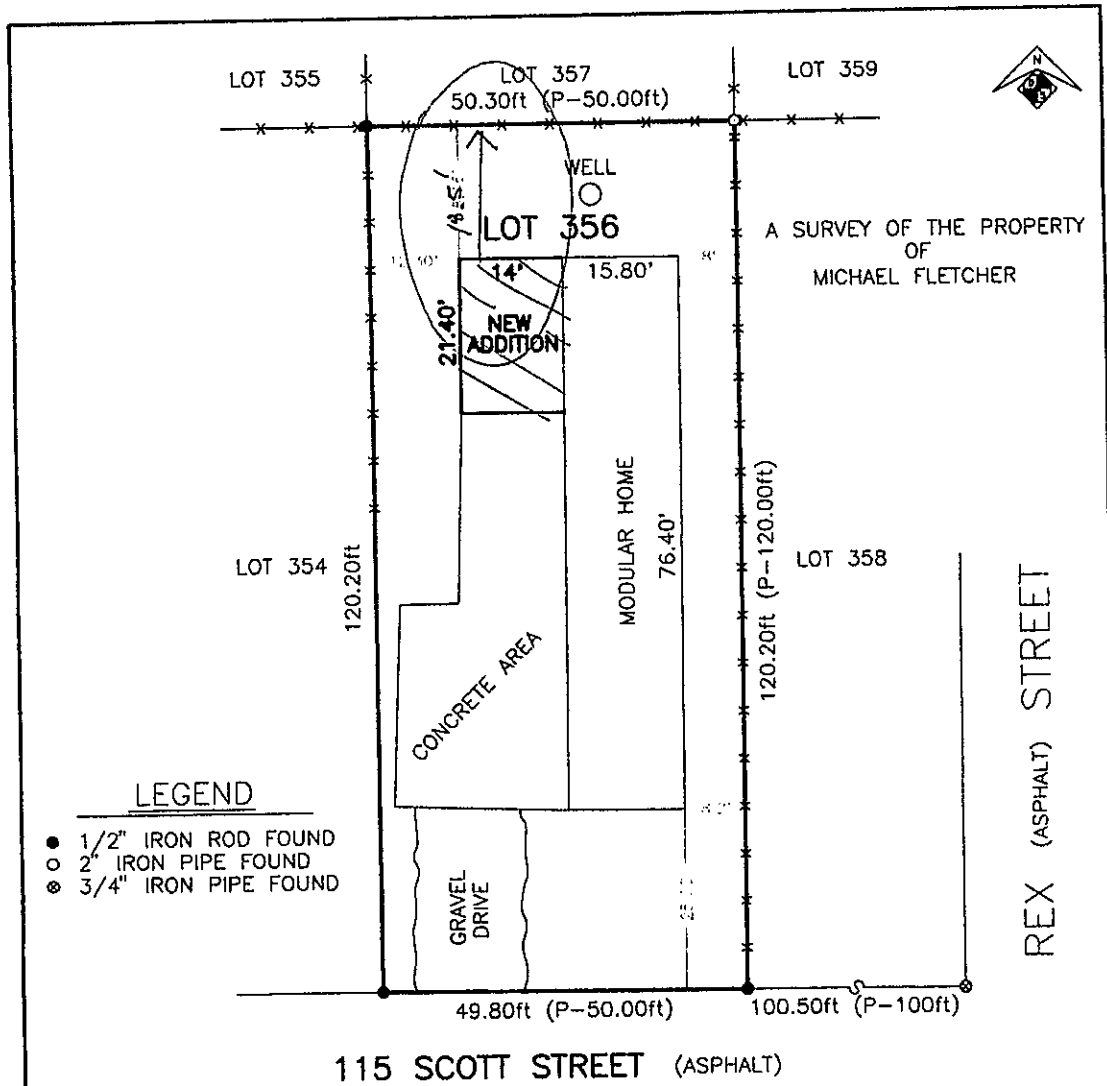 LOT 355
LOT 357
LOT 359
N
50.30ft (P-50.00ft)
WELL
LOT 356
A SURVEY OF THE PROPERTY
OF
MICHAEL FLETCHER
14'
15.80'
8'
21.40'
NEW
ADDITION
MODULAR HOME
76.40'
120.20ft (P-120.00ft)
LOT 354
120.20ft
LOT 358
CONCRETE AREA
REX (ASPHALT) STREET
LEGEND
1/2" IRON ROD FOUND
2" IRON PIPE FOUND
3/4" IRON PIPE FOUND
GRAVEL
DRIVE
49.80ft (P-50.00ft)
100.50ft (P-100ft)
115 SCOTT STREET (ASPHALT)